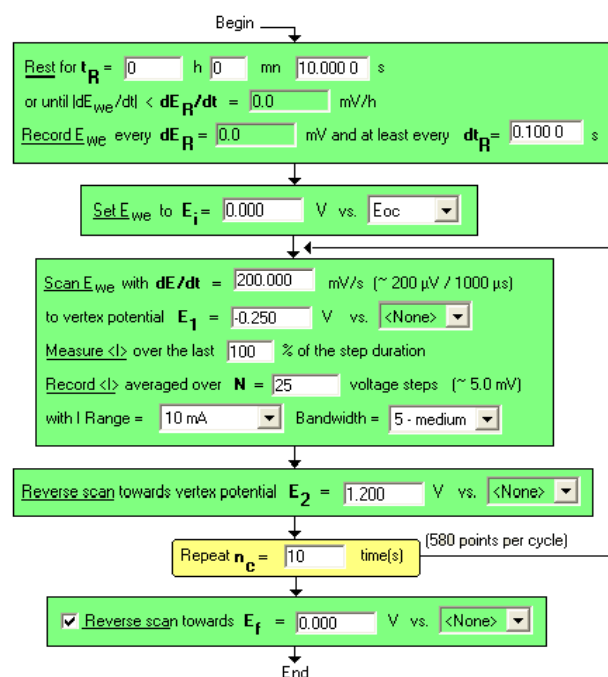 Begin
Rest for tR = 0 h 0 mn 10.000 0 s
or until |dEwe/dt| < dER/dt = 0.0 mV/h
Record Ewe every dER = 0.0 mV and at least every dtR = 0.100 0 s
Set Ewe to Ei = 0.000 V vs. Eoc
Scan Ewe with dE/dt = 200.000 mV/s (~ 200 µV / 1000 µs)
to vertex potential E1 = -0.250 V vs. <None>
Measure <I> over the last 100 % of the step duration
Record <I> averaged over N = 25 voltage steps (~ 5.0 mV)
with I Range = 10 mA Bandwidth = 5 - medium
Reverse scan towards vertex potential E2 = 1.200 V vs. <None>
Repeat nc = 10 time(s) (580 points per cycle)
Reverse scan towards Ef = 0.000 V vs. <None>
End